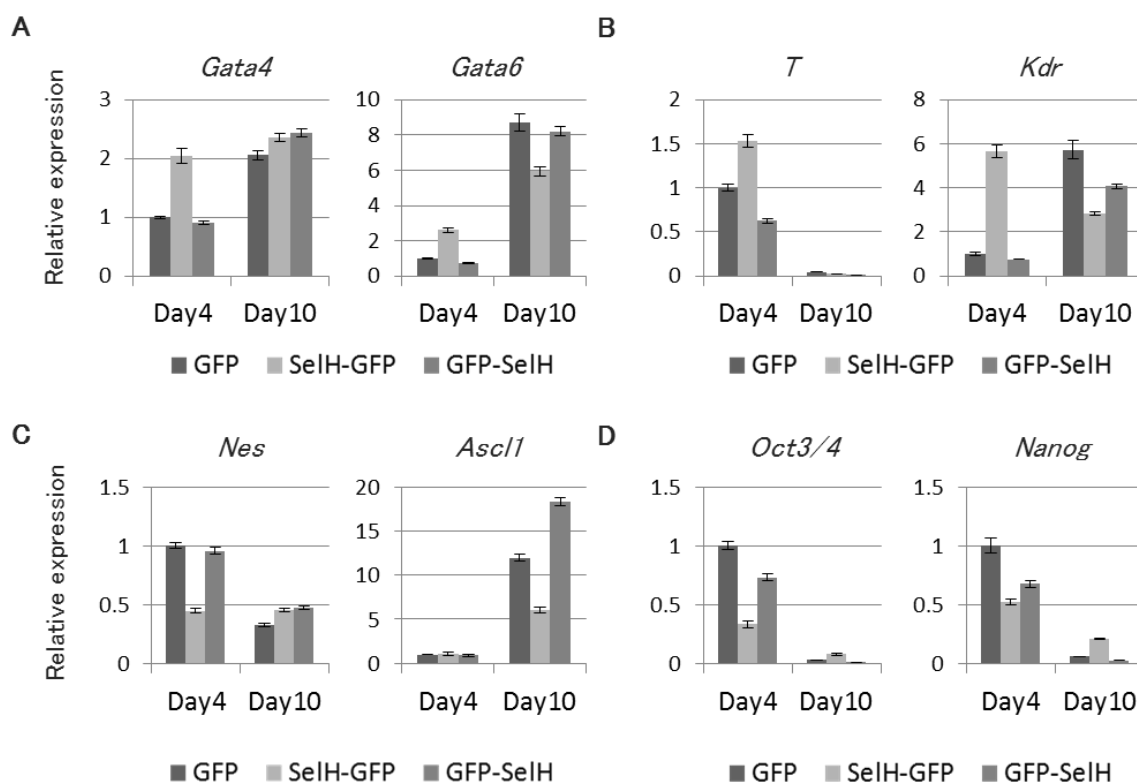 A
B
Gata4
Gata6
T
Kdr
Relative expression
3
2
1
0
10
8
6
4
2
0
2
1.5
1
0.5
0
8
6
4
2
0
Day4 Day10
Day4 Day10
Day4 Day10
Day4 Day10
GFP SelH-GFP GFP-SelH
GFP SelH-GFP GFP-SelH
C
D
Nes
Ascl1
Oct3/4
Nanog
Relative expression
1.5
1
0.5
0
20
15
10
5
0
1.5
1
0.5
0
1.5
1
0.5
0
Day4 Day10
Day4 Day10
Day4 Day10
Day4 Day10
GFP SelH-GFP GFP-SelH
GFP SelH-GFP GFP-SelH